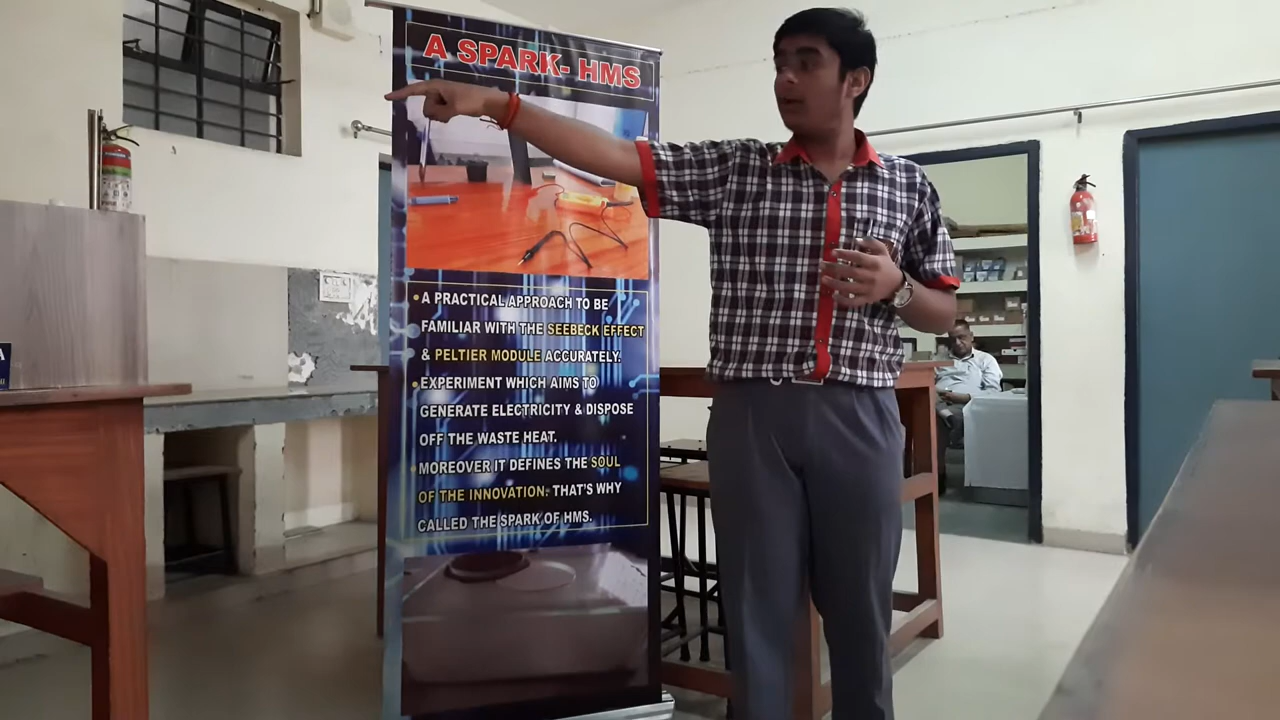 A SPARK- HMS
• A PRACTICAL APPROACH TO BE
FAMILIAR WITH THE SEEBECK EFFECT
& PELTIER MODULE ACCURATELY.
• EXPERIMENT WHICH AIMS TO
GENERATE ELECTRICITY & DISPOSE
OFF THE WASTE HEAT.
• MOREOVER IT DEFINES THE SOUL
OF THE INNOVATION. THAT'S WHY
CALLED THE SPARK OF HMS.